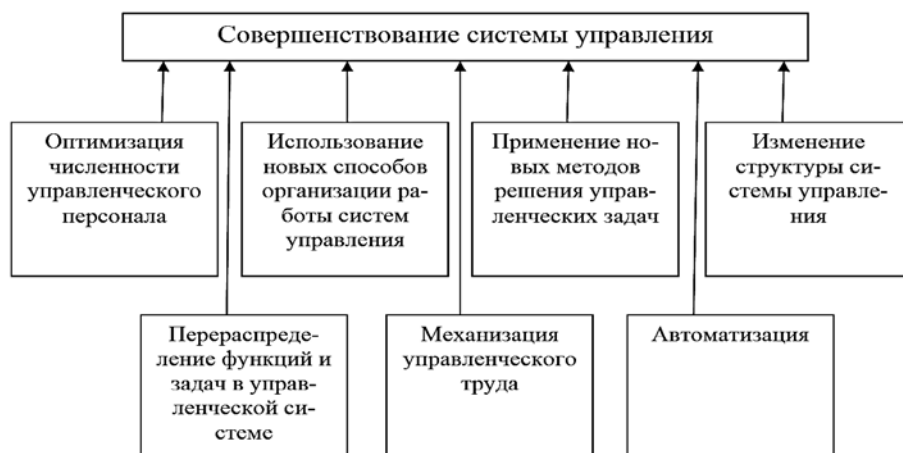 Совершенствование системы управления
Оптимизация
численности
управленческого
персонала
Использование
новых способов
организации ра-
боты систем
управления
Применение но-
вых методов
решения управ-
ленческих задач
Изменение
структуры си-
стемы управле-
ния
Перераспреде-
ление функций и
задач в управ-
ленческой си-
стеме
Механизация
управленческого
труда
Автоматизация